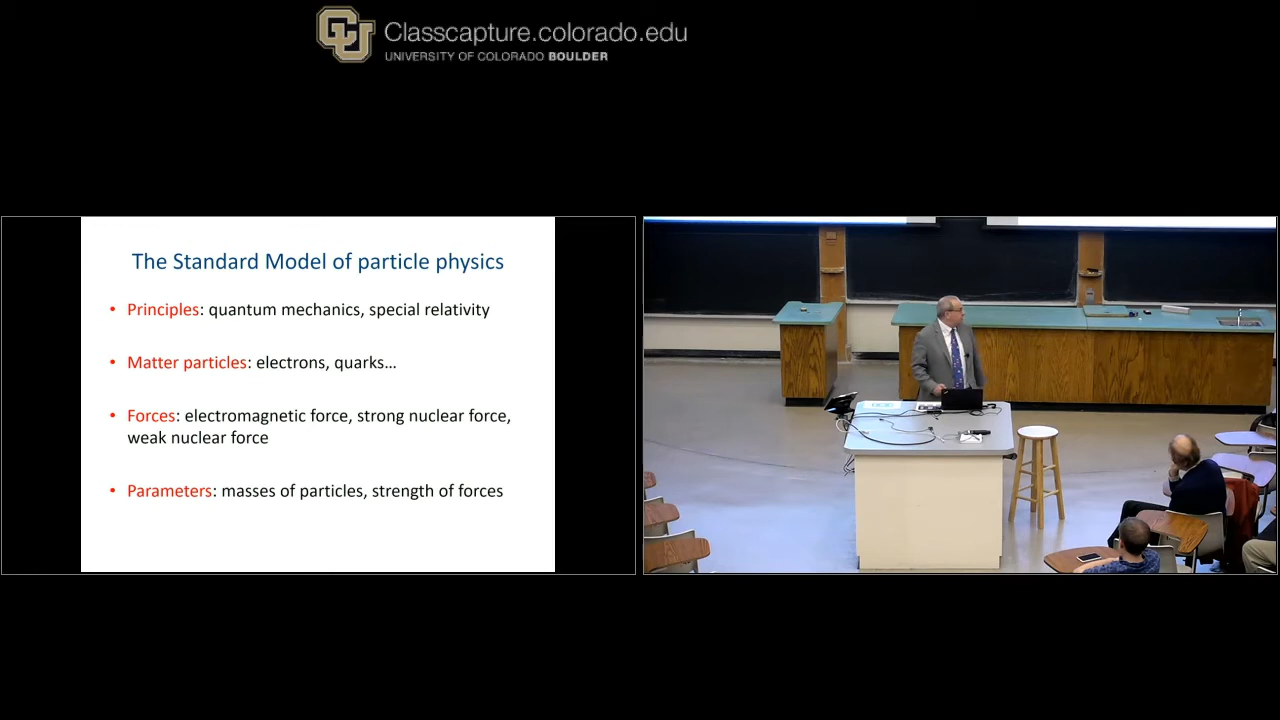 Classcapture.colorado.edu
UNIVERSITY OF COLORADO BOULDER
The Standard Model of particle physics
• Principles: quantum mechanics, special relativity
• Matter particles: electrons, quarks...
• Forces: electromagnetic force, strong nuclear force,
weak nuclear force
• Parameters: masses of particles, strength of forces